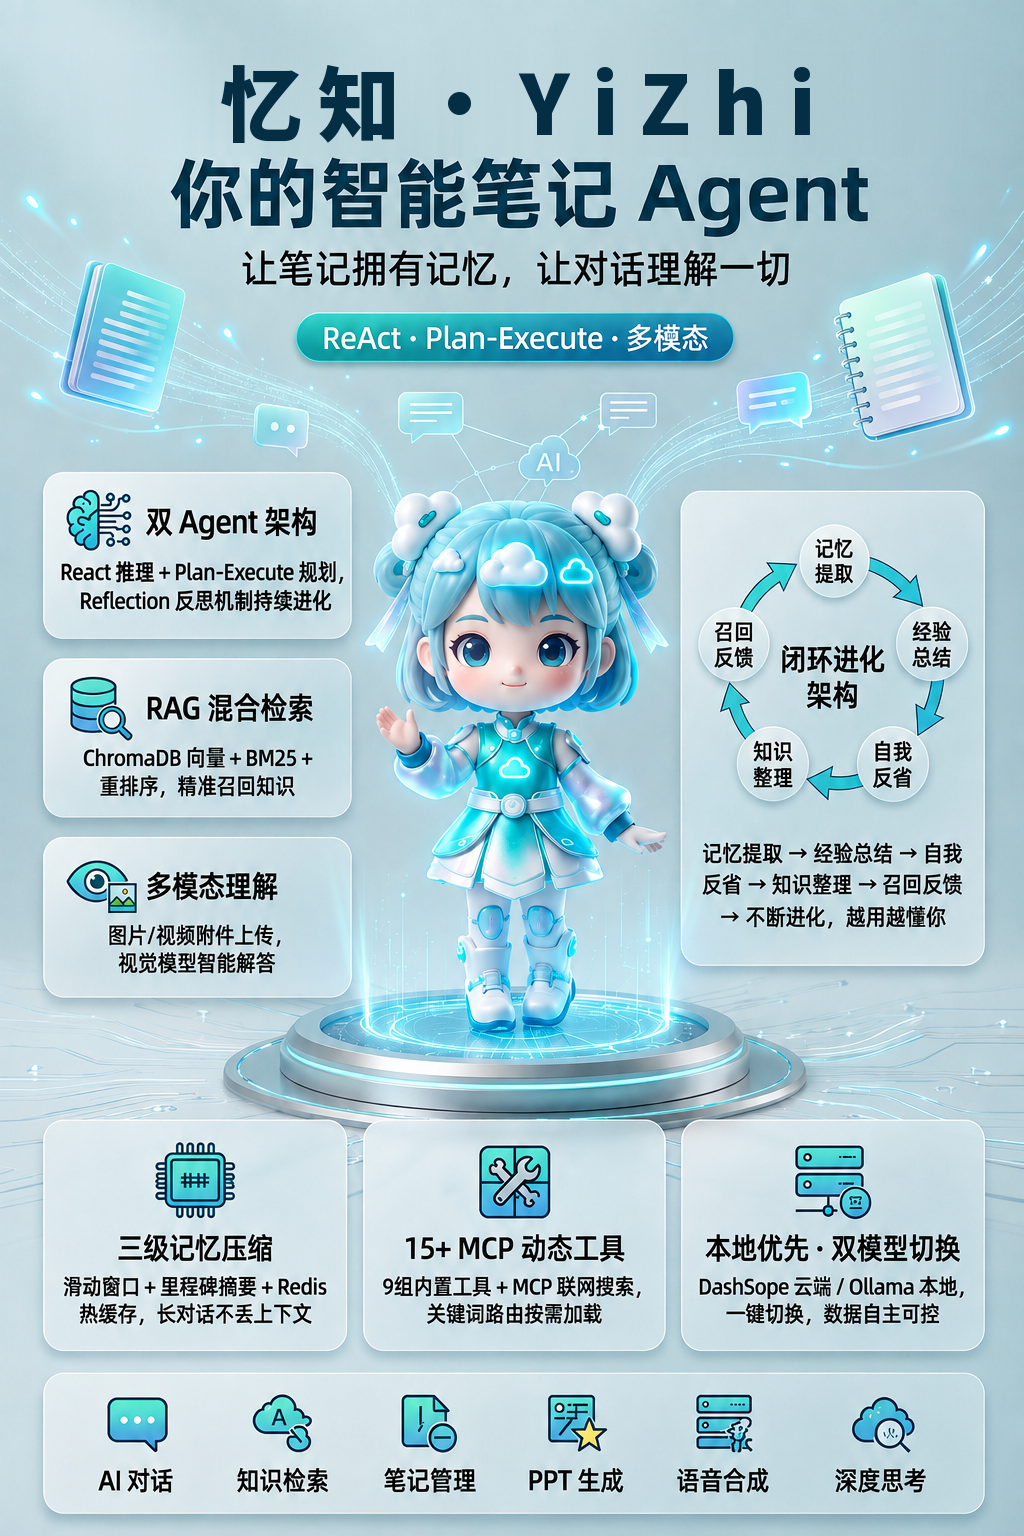 忆知·YiZhi
你的智能笔记 Agent
让笔记拥有记忆，让对话理解一切
ReAct · Plan-Execute · 多模态
AI
双 Agent 架构
React 推理 + Plan-Execute 规划，
Reflection 反思机制持续进化
RAG 混合检索
ChromaDB 向量 + BM25 +
重排序，精准召回知识
多模态理解
图片/视频附件上传，
视觉模型智能解答
记忆
提取
经验
总结
自我
反省
知识
整理
召回
反馈
闭环进化
架构
记忆提取 → 经验总结 → 自我
反省 → 知识整理 → 召回反馈
→ 不断进化，越用越懂你
三级记忆压缩
滑动窗口 + 里程碑摘要 + Redis
热缓存，长对话不丢上下文
15+ MCP 动态工具
9组内置工具 + MCP 联网搜索，
关键词路由按需加载
本地优先 · 双模型切换
DashSope 云端 / Ollama 本地，
一键切换，数据自主可控
A
AI 对话
知识检索
笔记管理
PPT 生成
语音合成
深度思考